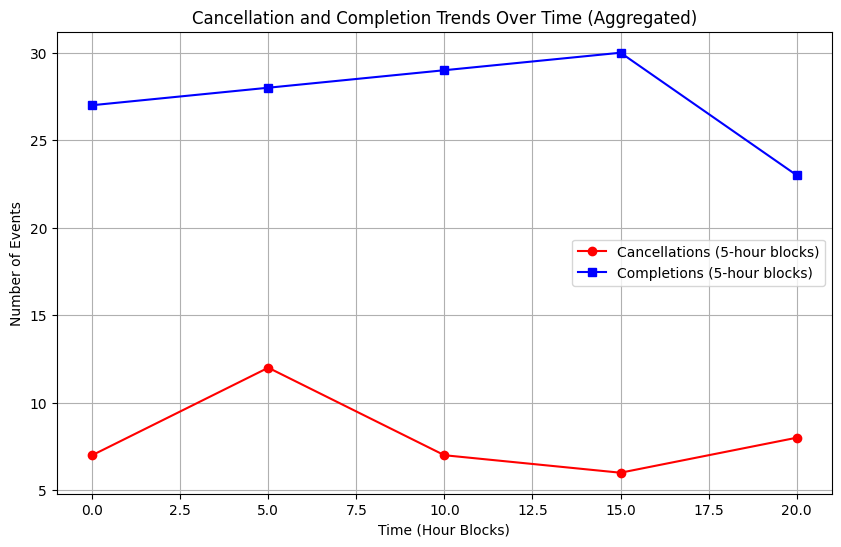 Cancellation and Completion Trends Over Time (Aggregated)
30
25
20
15
10
5
Number of Events
Cancellations (5-hour blocks)
Completions (5-hour blocks)
0.0 2.5 5.0 7.5 10.0 12.5 15.0 17.5 20.0
Time (Hour Blocks)